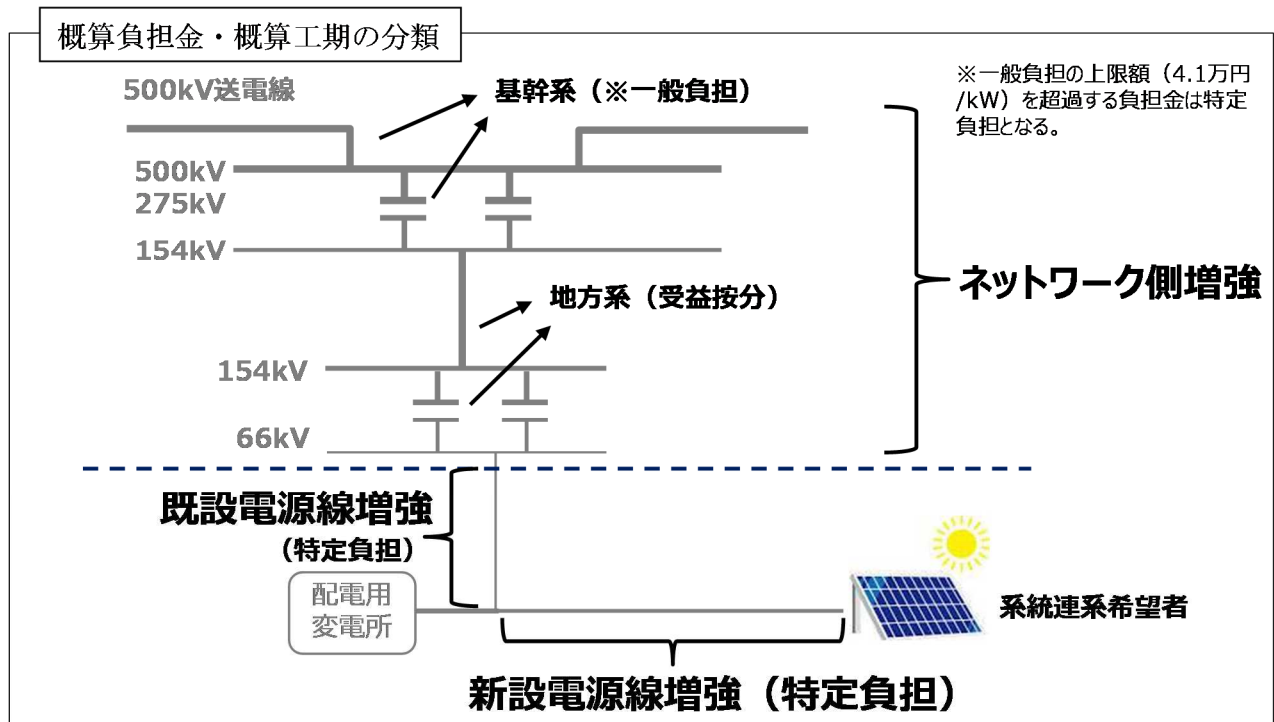 概算負担金・概算工期の分類
500kV送電線
基幹系（※一般負担）
※一般負担の上限額（4.1万円
/kW）を超過する負担金は特定
負担となる。
500kV
275kV
154kV
ネットワーク側増強
地方系（受益按分）
154kV
66kV
既設電源線増強
（特定負担）
配電用
変電所
系統連系希望者
新設電源線増強（特定負担）